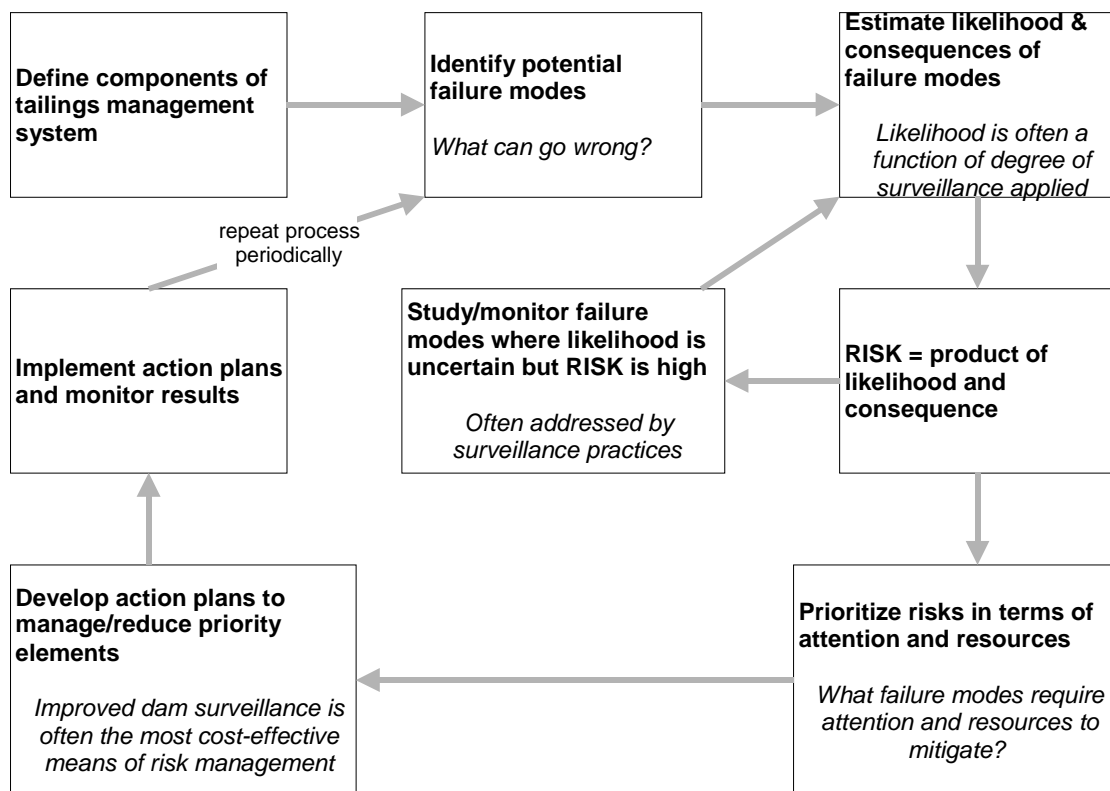 Define components of
tailings management
system
Identify potential
failure modes
What can go wrong?
Estimate likelihood &
consequences of
failure modes
Likelihood is often a
function of degree of
surveillance applied
repeat process
periodically
Implement action plans
and monitor results
Study/monitor failure
modes where likelihood is
uncertain but RISK is high
Often addressed by
surveillance practices
RISK = product of
likelihood and
consequence
Develop action plans to
manage/reduce priority
elements
Improved dam surveillance is
often the most cost-effective
means of risk management
Prioritize risks in terms of
attention and resources
What failure modes require
attention and resources to
mitigate?